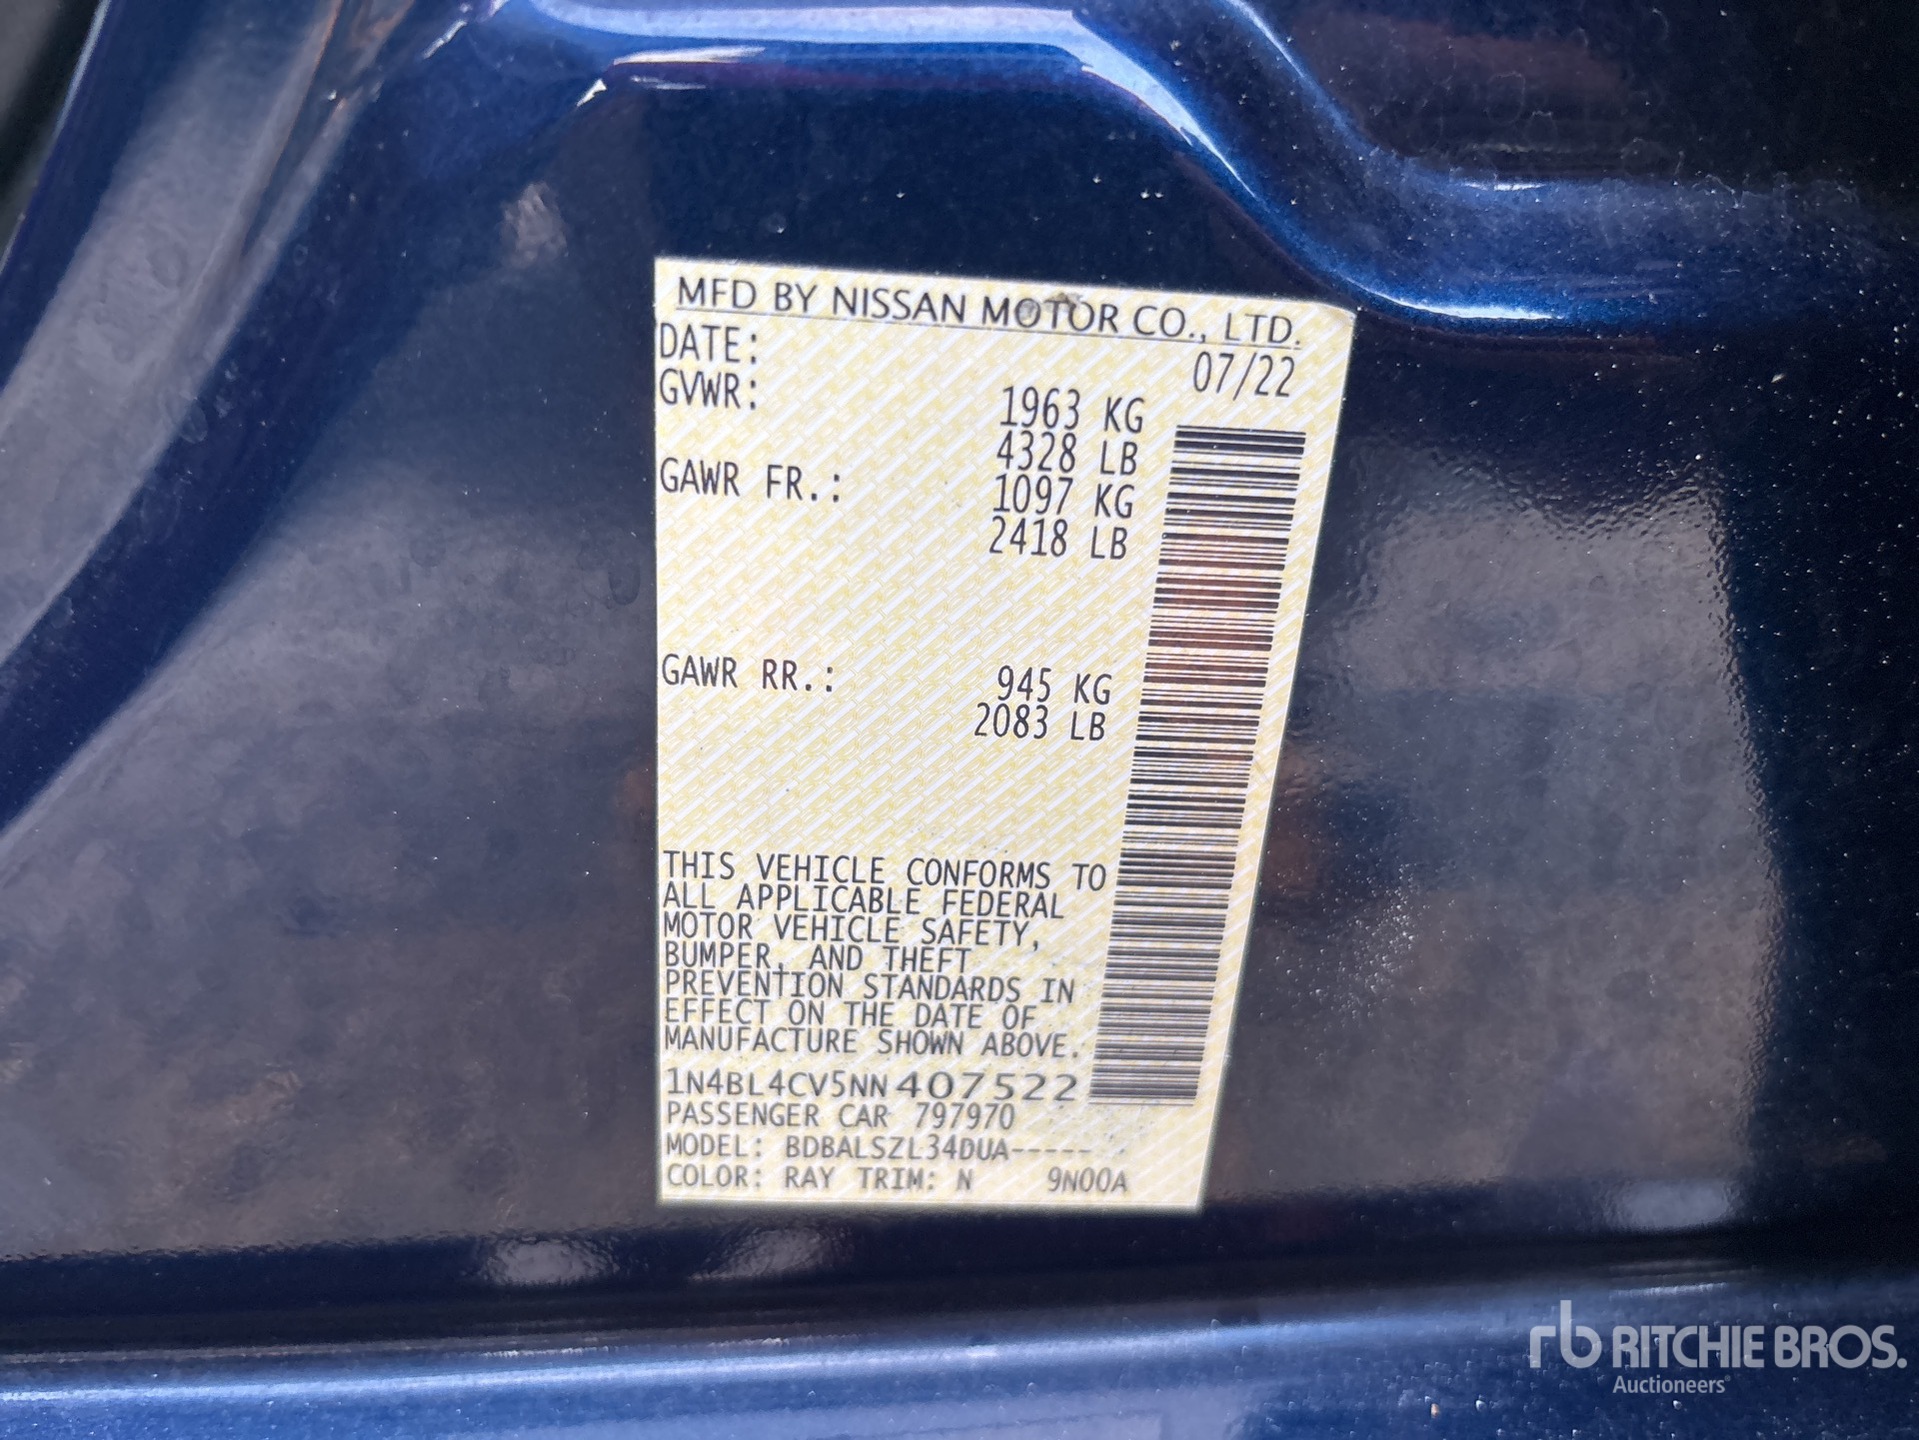 MFD BY NISSAN MOTOR CO., LTD.
DATE: 07/22
GVWR: 1963 KG
4328 LB
GAWR FR.: 1097 KG
2418 LB
GAWR RR.: 945 KG
2083 LB
THIS VEHICLE CONFORMS TO
ALL APPLICABLE FEDERAL
MOTOR VEHICLE SAFETY,
BUMPER, AND THEFT
PREVENTION STANDARDS IN
EFFECT ON THE DATE OF
MANUFACTURE SHOWN ABOVE.
1N4BL4CV5NN407522
PASSENGER CAR 797970
MODEL: BDBALSZL34DUA-----
COLOR: RAY TRIM: N 9N00A
rb RITCHIE BROS.
Auctioneers